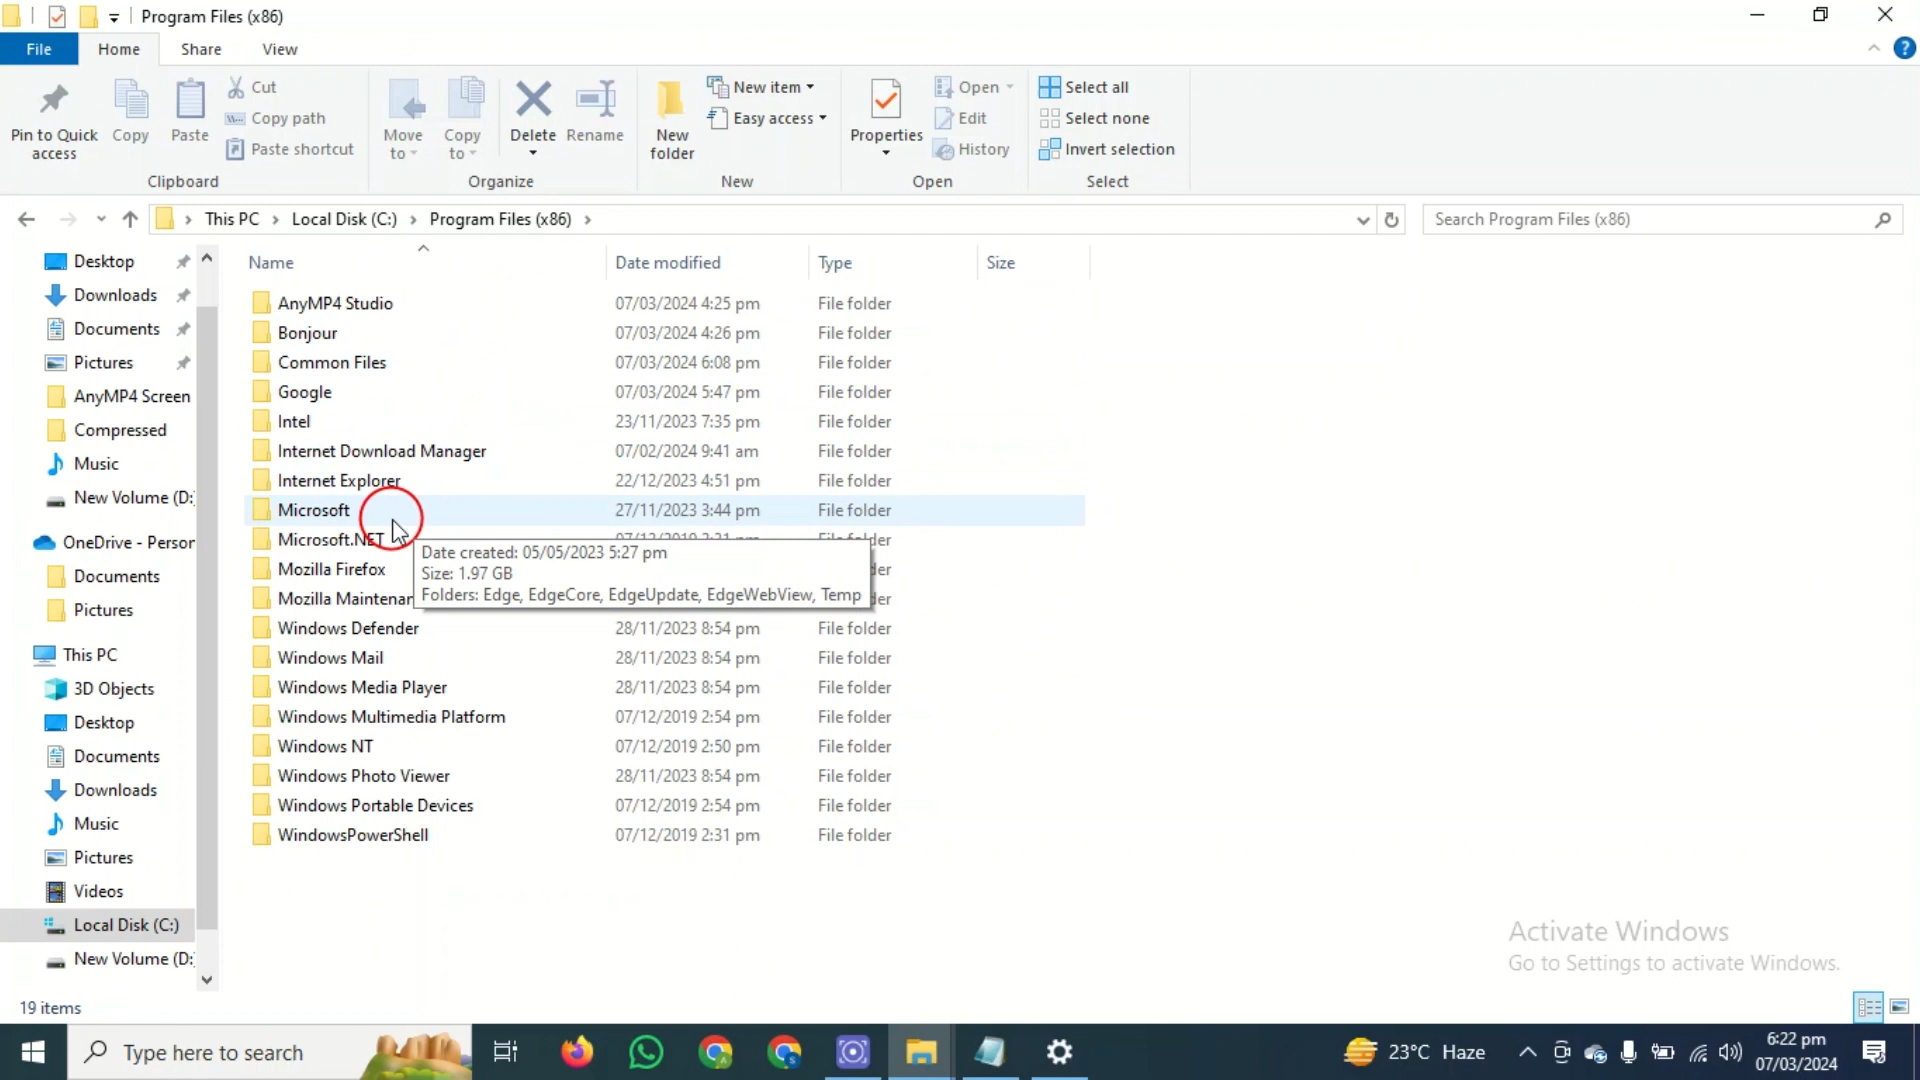 Program Files (x86)
File Home Share View
Pin to Quick access
Copy
Paste
Cut
Copy path
Paste shortcut
Clipboard
Move to
Copy to
Delete
Rename
Organize
New folder
New item
Easy access
New
Properties
Open
Edit
History
Open
Select all
Select none
Invert selection
Select
This PC Local Disk (C:) Program Files (x86)
Search Program Files (x86)
Desktop
Downloads
Documents
Pictures
AnyMP4 Screen
Compressed
Music
New Volume (D:
OneDrive - Person
Documents
Pictures
This PC
3D Objects
Desktop
Documents
Downloads
Music
Pictures
Videos
Local Disk (C:)
New Volume (D:
Name Date modified Type Size
AnyMP4 Studio 07/03/2024 4:25 pm File folder
Bonjour 07/03/2024 4:26 pm File folder
Common Files 07/03/2024 6:08 pm File folder
Google 07/03/2024 5:47 pm File folder
Intel 23/11/2023 7:35 pm File folder
Internet Download Manager 07/02/2024 9:41 am File folder
Internet Explorer 22/12/2023 4:51 pm File folder
Microsoft 27/11/2023 3:44 pm File folder
Microsoft.NET
Date created: 05/05/2023 5:27 pm
Size: 1.97 GB
Folders: Edge, EdgeCore, EdgeUpdate, EdgeWebView, Temp
Mozilla Firefox
Mozilla Maintenan
Windows Defender 28/11/2023 8:54 pm File folder
Windows Mail 28/11/2023 8:54 pm File folder
Windows Media Player 28/11/2023 8:54 pm File folder
Windows Multimedia Platform 07/12/2019 2:54 pm File folder
Windows NT 07/12/2019 2:50 pm File folder
Windows Photo Viewer 28/11/2023 8:54 pm File folder
Windows Portable Devices 07/12/2019 2:54 pm File folder
WindowsPowerShell 07/12/2019 2:31 pm File folder
Activate Windows
Go to Settings to activate Windows.
19 items
Type here to search
23°C Haze
6:22 pm
07/03/2024